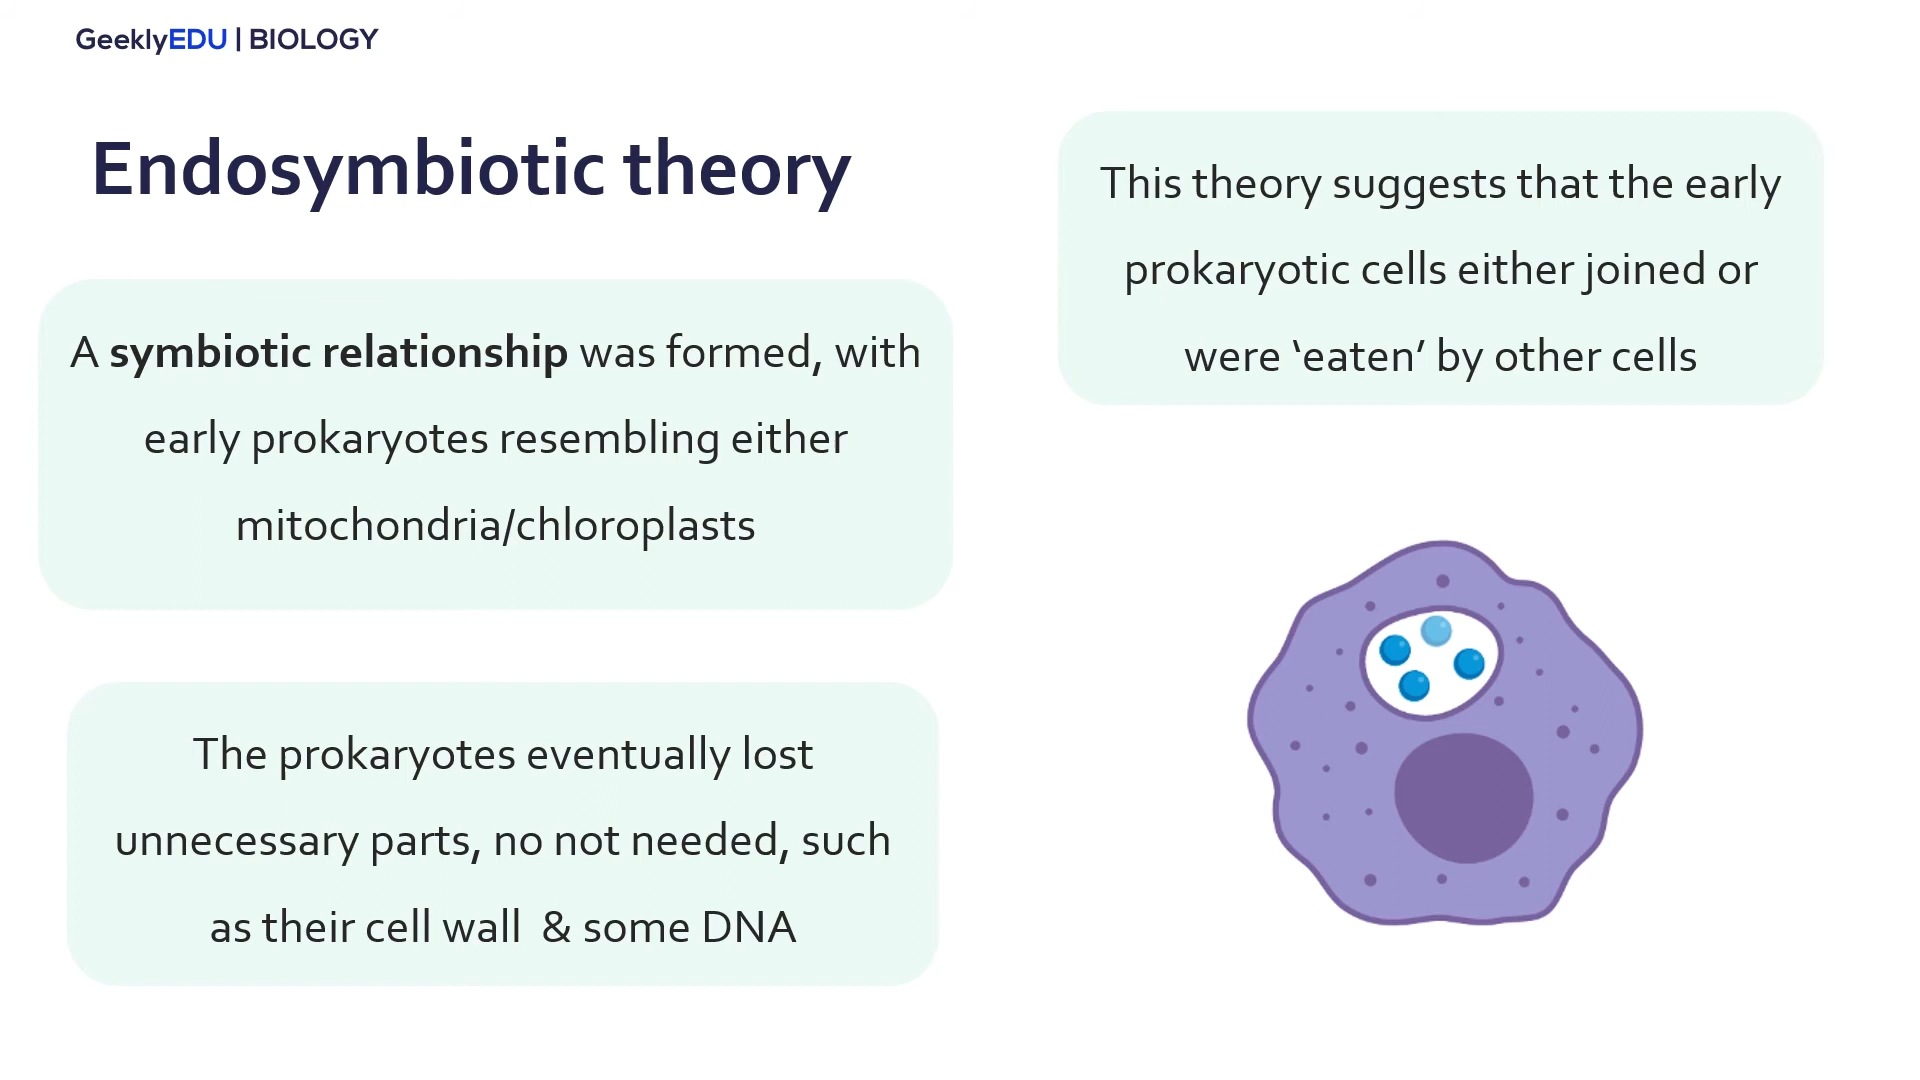 GeeklyEDU | BIOLOGY
Endosymbiotic theory
A symbiotic relationship was formed, with
early prokaryotes resembling either
mitochondria/chloroplasts
The prokaryotes eventually lost
unnecessary parts, no not needed, such
as their cell wall & some DNA
This theory suggests that the early
prokaryotic cells either joined or
were ‘eaten’ by other cells